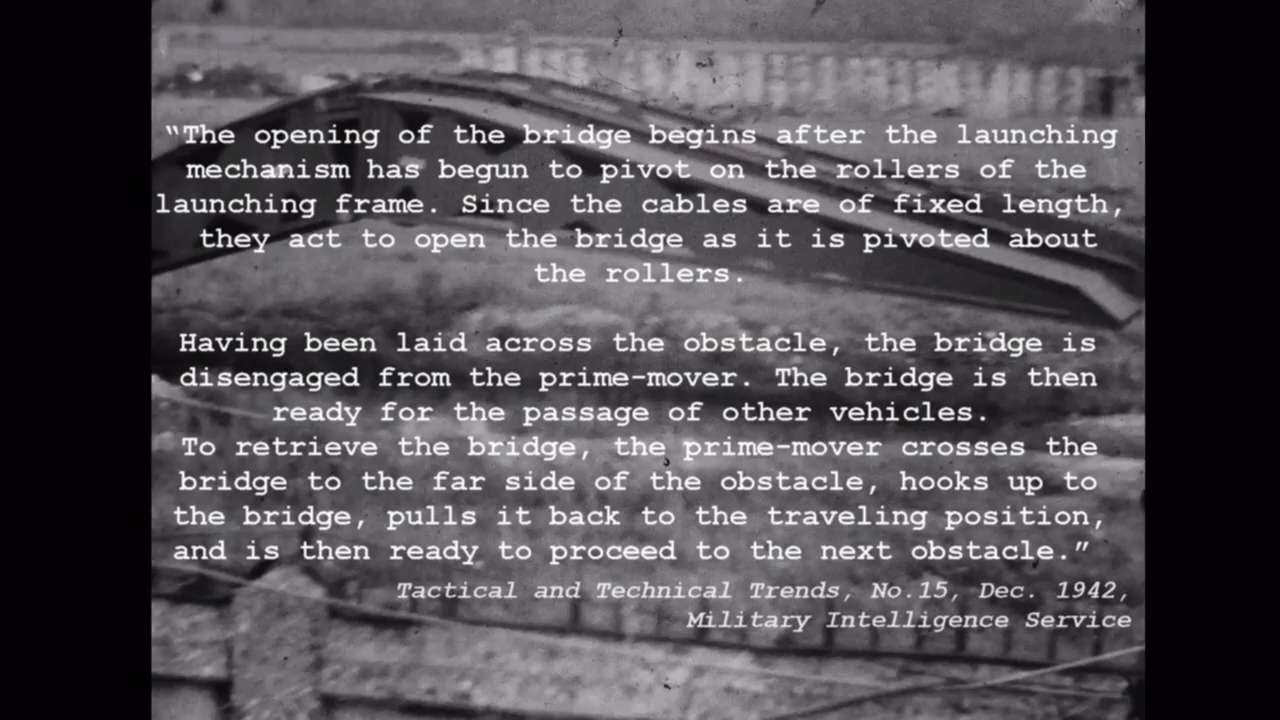 “The opening of the bridge begins after the launching
mechanism has begun to pivot on the rollers of the
launching frame. Since the cables are of fixed length,
they act to open the bridge as it is pivoted about
the rollers.
Having been laid across the obstacle, the bridge is
disengaged from the prime-mover. The bridge is then
ready for the passage of other vehicles.
To retrieve the bridge, the prime-mover crosses the
bridge to the far side of the obstacle, hooks up to
the bridge, pulls it back to the traveling position,
and is then ready to proceed to the next obstacle.”
Tactical and Technical Trends, No.15, Dec. 1942,
Military Intelligence Service